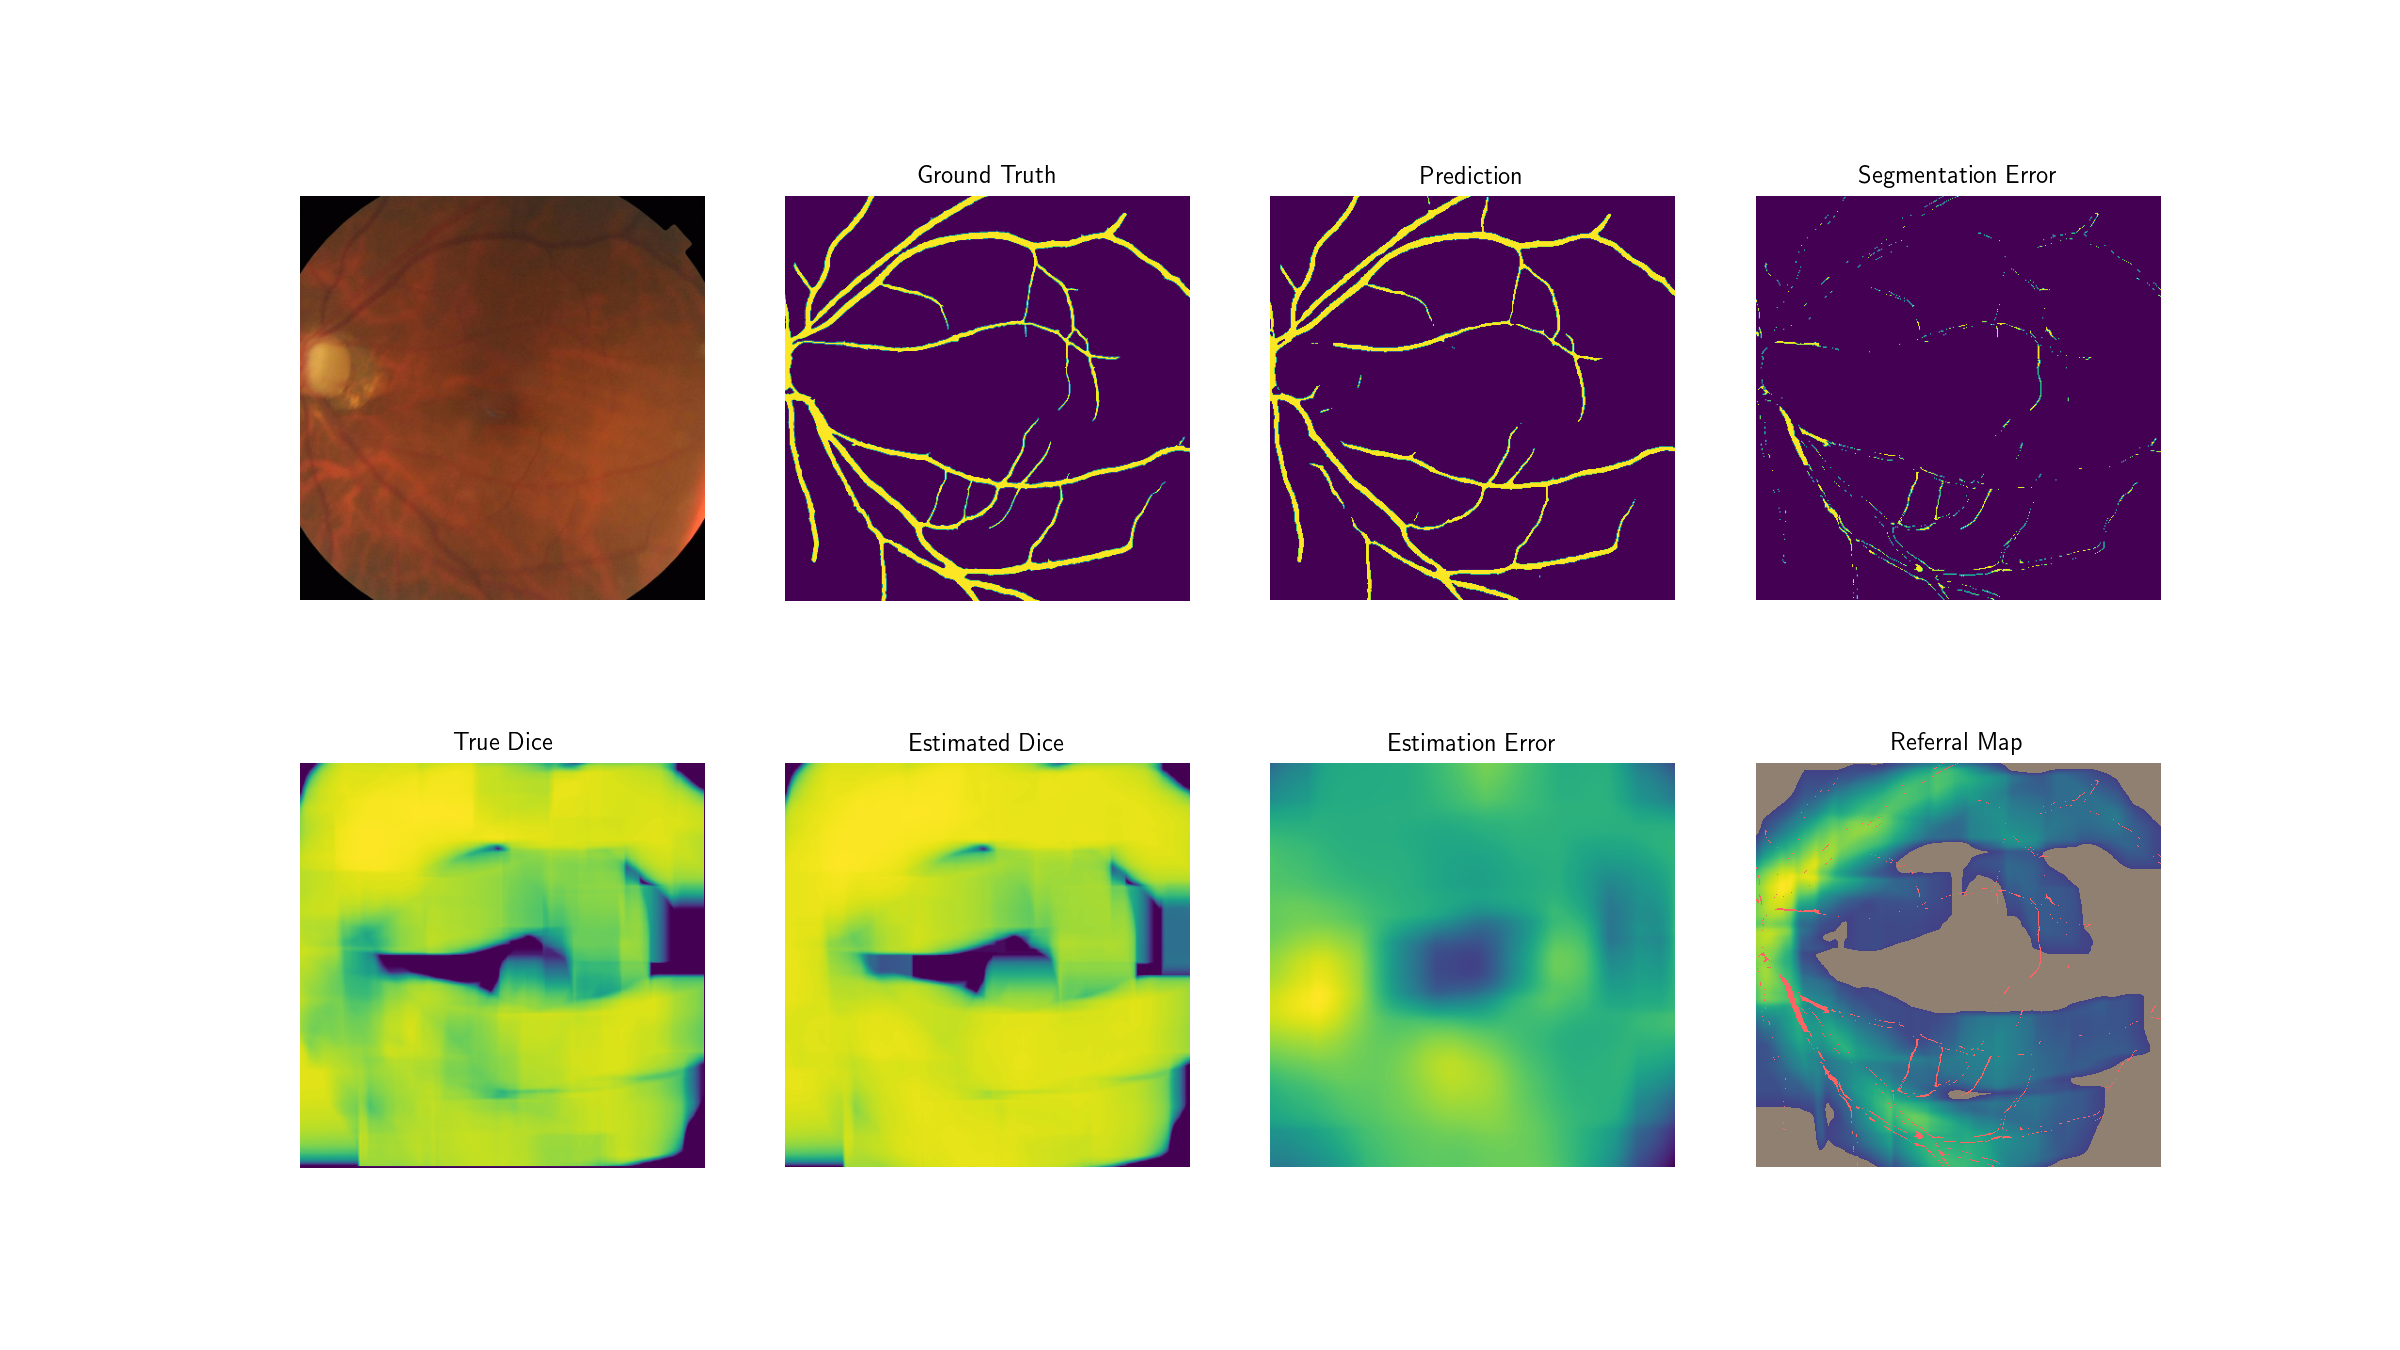 Ground Truth
Prediction
Segmentation Error
True Dice
Estimated Dice
Estimation Error
Referral Map